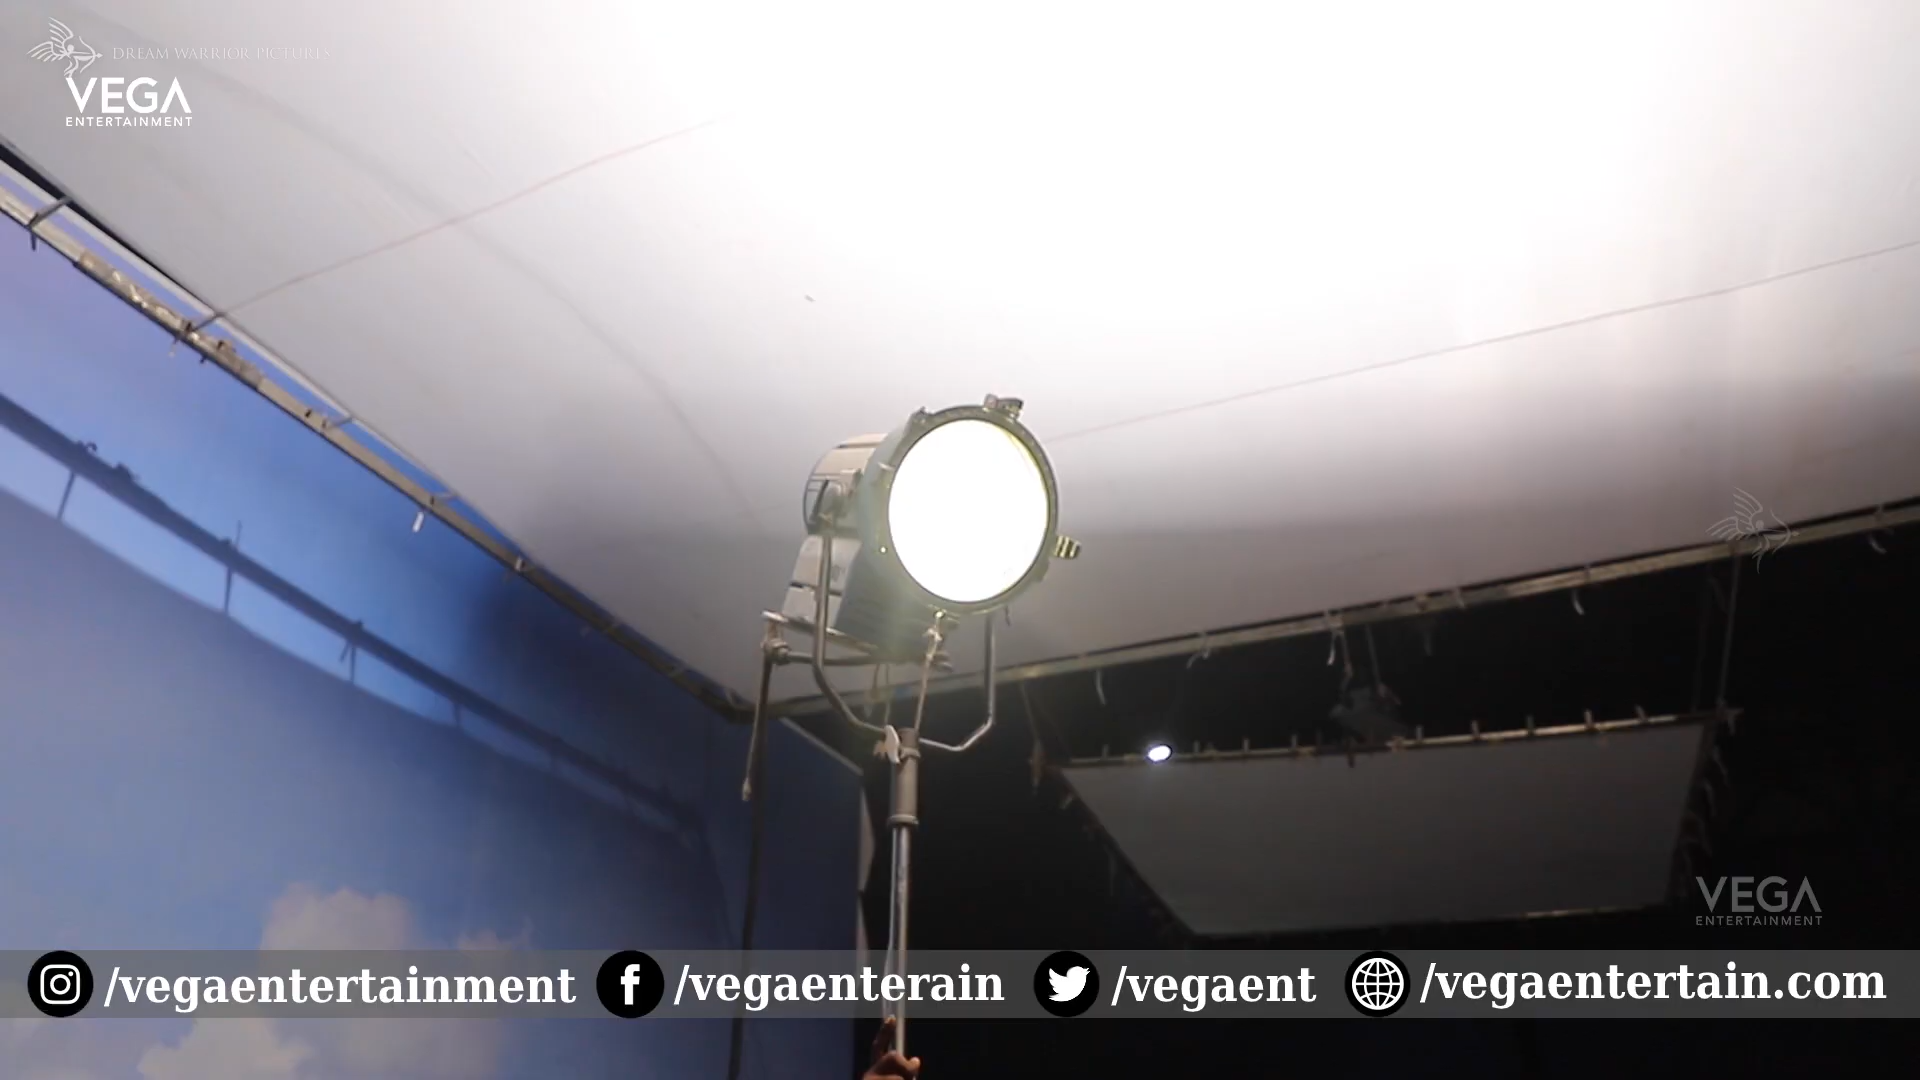 DREAM WARRIOR PICTURES
VEGA
ENTERTAINMENT
VEGA
ENTERTAINMENT
/vegaentertainment /vegaenterain /vegaent /vegaentertain.com